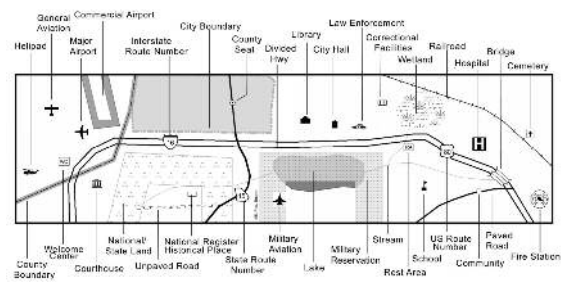 General
Aviation
Commercial Airport
City Boundary
Law Enforcement
Helipad
Major
Airport
Interstate
Route Number
County
Seat
Divided
Hwy
Library
City Hall
Correctional
Facilities
Wetland
Railroad
Hospital
Bridge
Cemetery
16
H
County
Boundary
Welcome
Center
Courthouse
National/
State Land
Unpaved Road
National Register
Historical Place
State Route
Number
Military
Aviation
Lake
Military
Reservation
Stream
Rest Area
School
US Route
Number
Community
Paved
Road
Fire Station